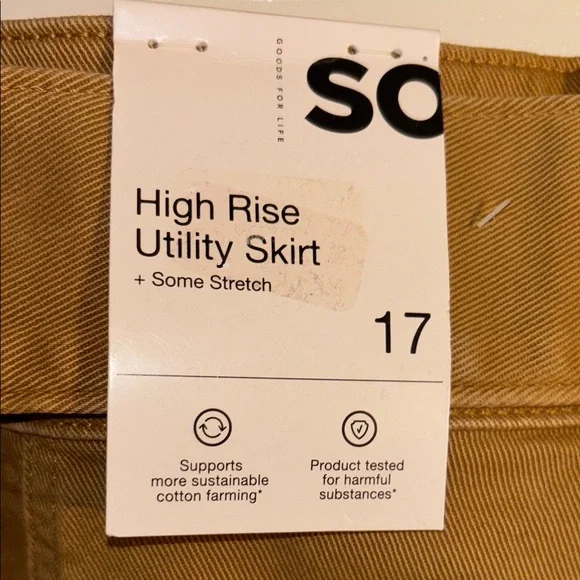 GOODS FOR LIFE
SO
High Rise
Utility Skirt
+ Some Stretch
17
Supports
more sustainable
cotton farming*
Product tested
for harmful
substances*